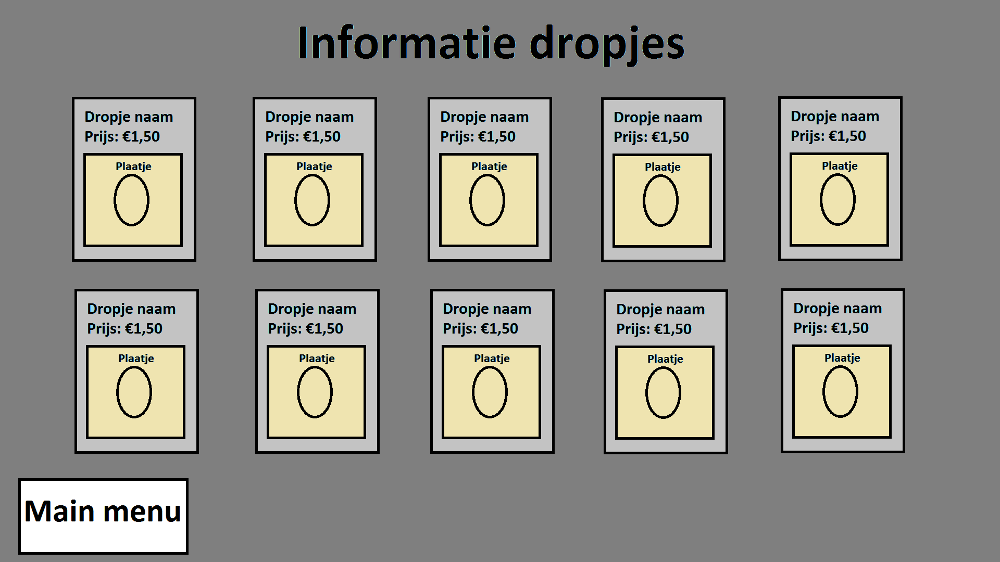 Informatie dropjes
Dropje naam
Prijs: €1,50
Plaatje
Dropje naam
Prijs: €1,50
Plaatje
Dropje naam
Prijs: €1,50
Plaatje
Dropje naam
Prijs: €1,50
Plaatje
Dropje naam
Prijs: €1,50
Plaatje
Dropje naam
Prijs: €1,50
Plaatje
Dropje naam
Prijs: €1,50
Plaatje
Dropje naam
Prijs: €1,50
Plaatje
Dropje naam
Prijs: €1,50
Plaatje
Dropje naam
Prijs: €1,50
Plaatje
Main menu